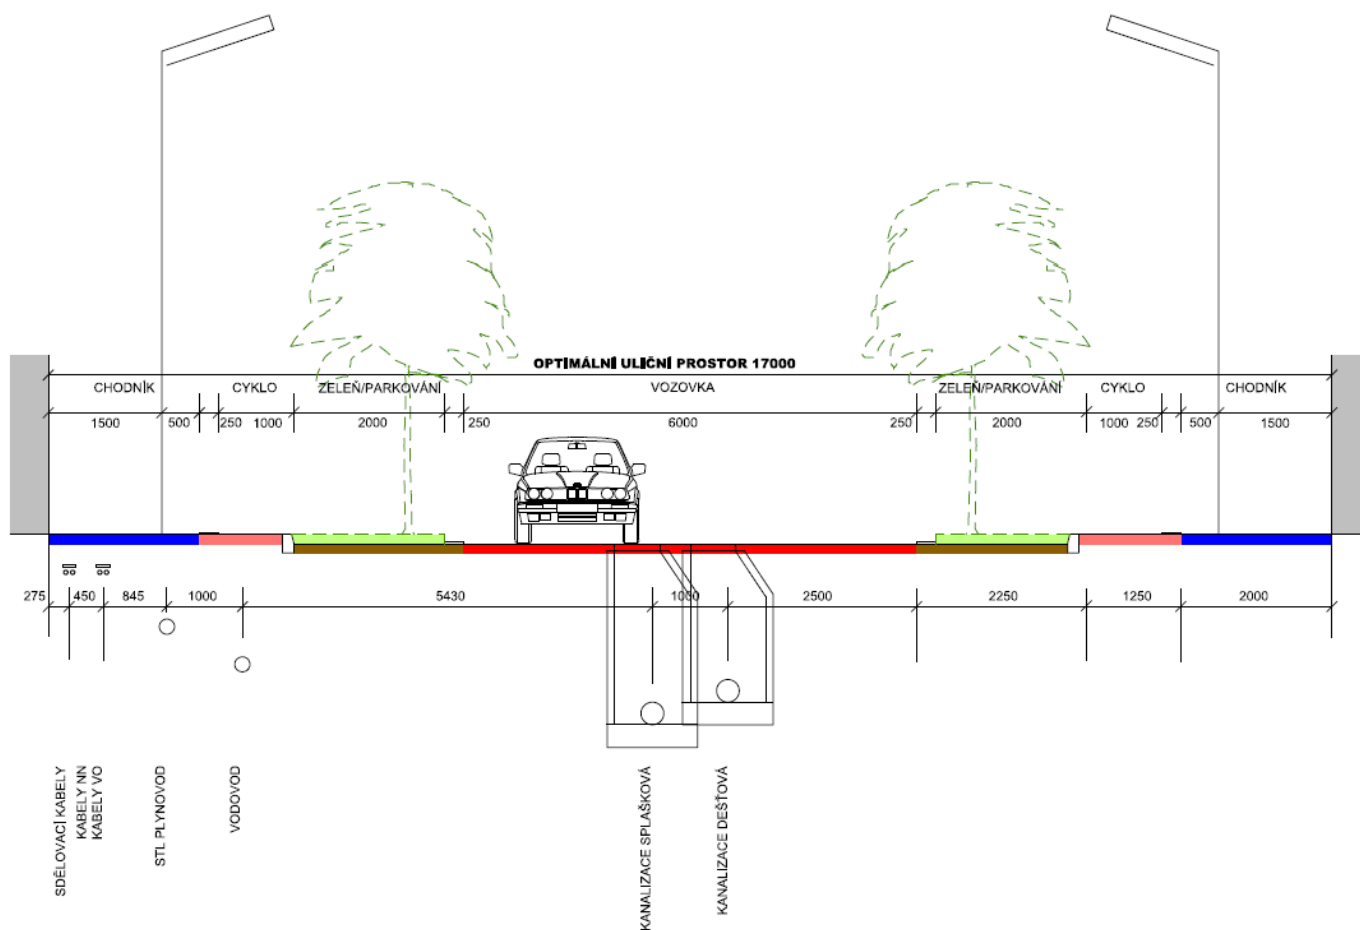 OPTIMÁLNÍ ULIČNÍ PROSTOR 17000
CHODNÍK CYKLO ZELEŇ/PARKOVÁNÍ VOZOVKA ZELEŇ/PARKOVÁNÍ CYKLO CHODNÍK
1500 500 250 1000 2000 250 6000 250 2000 1000 250 500 1500
275 450 845 1000 5430 1000 2500 2250 1250 2000
SDĚLOVACÍ KABELY
KABELY NN
KABELY VO
STL PLYNOVOD
VODOVOD
KANALIZACE SPLAŠKOVÁ
KANALIZACE DEŠŤOVÁ